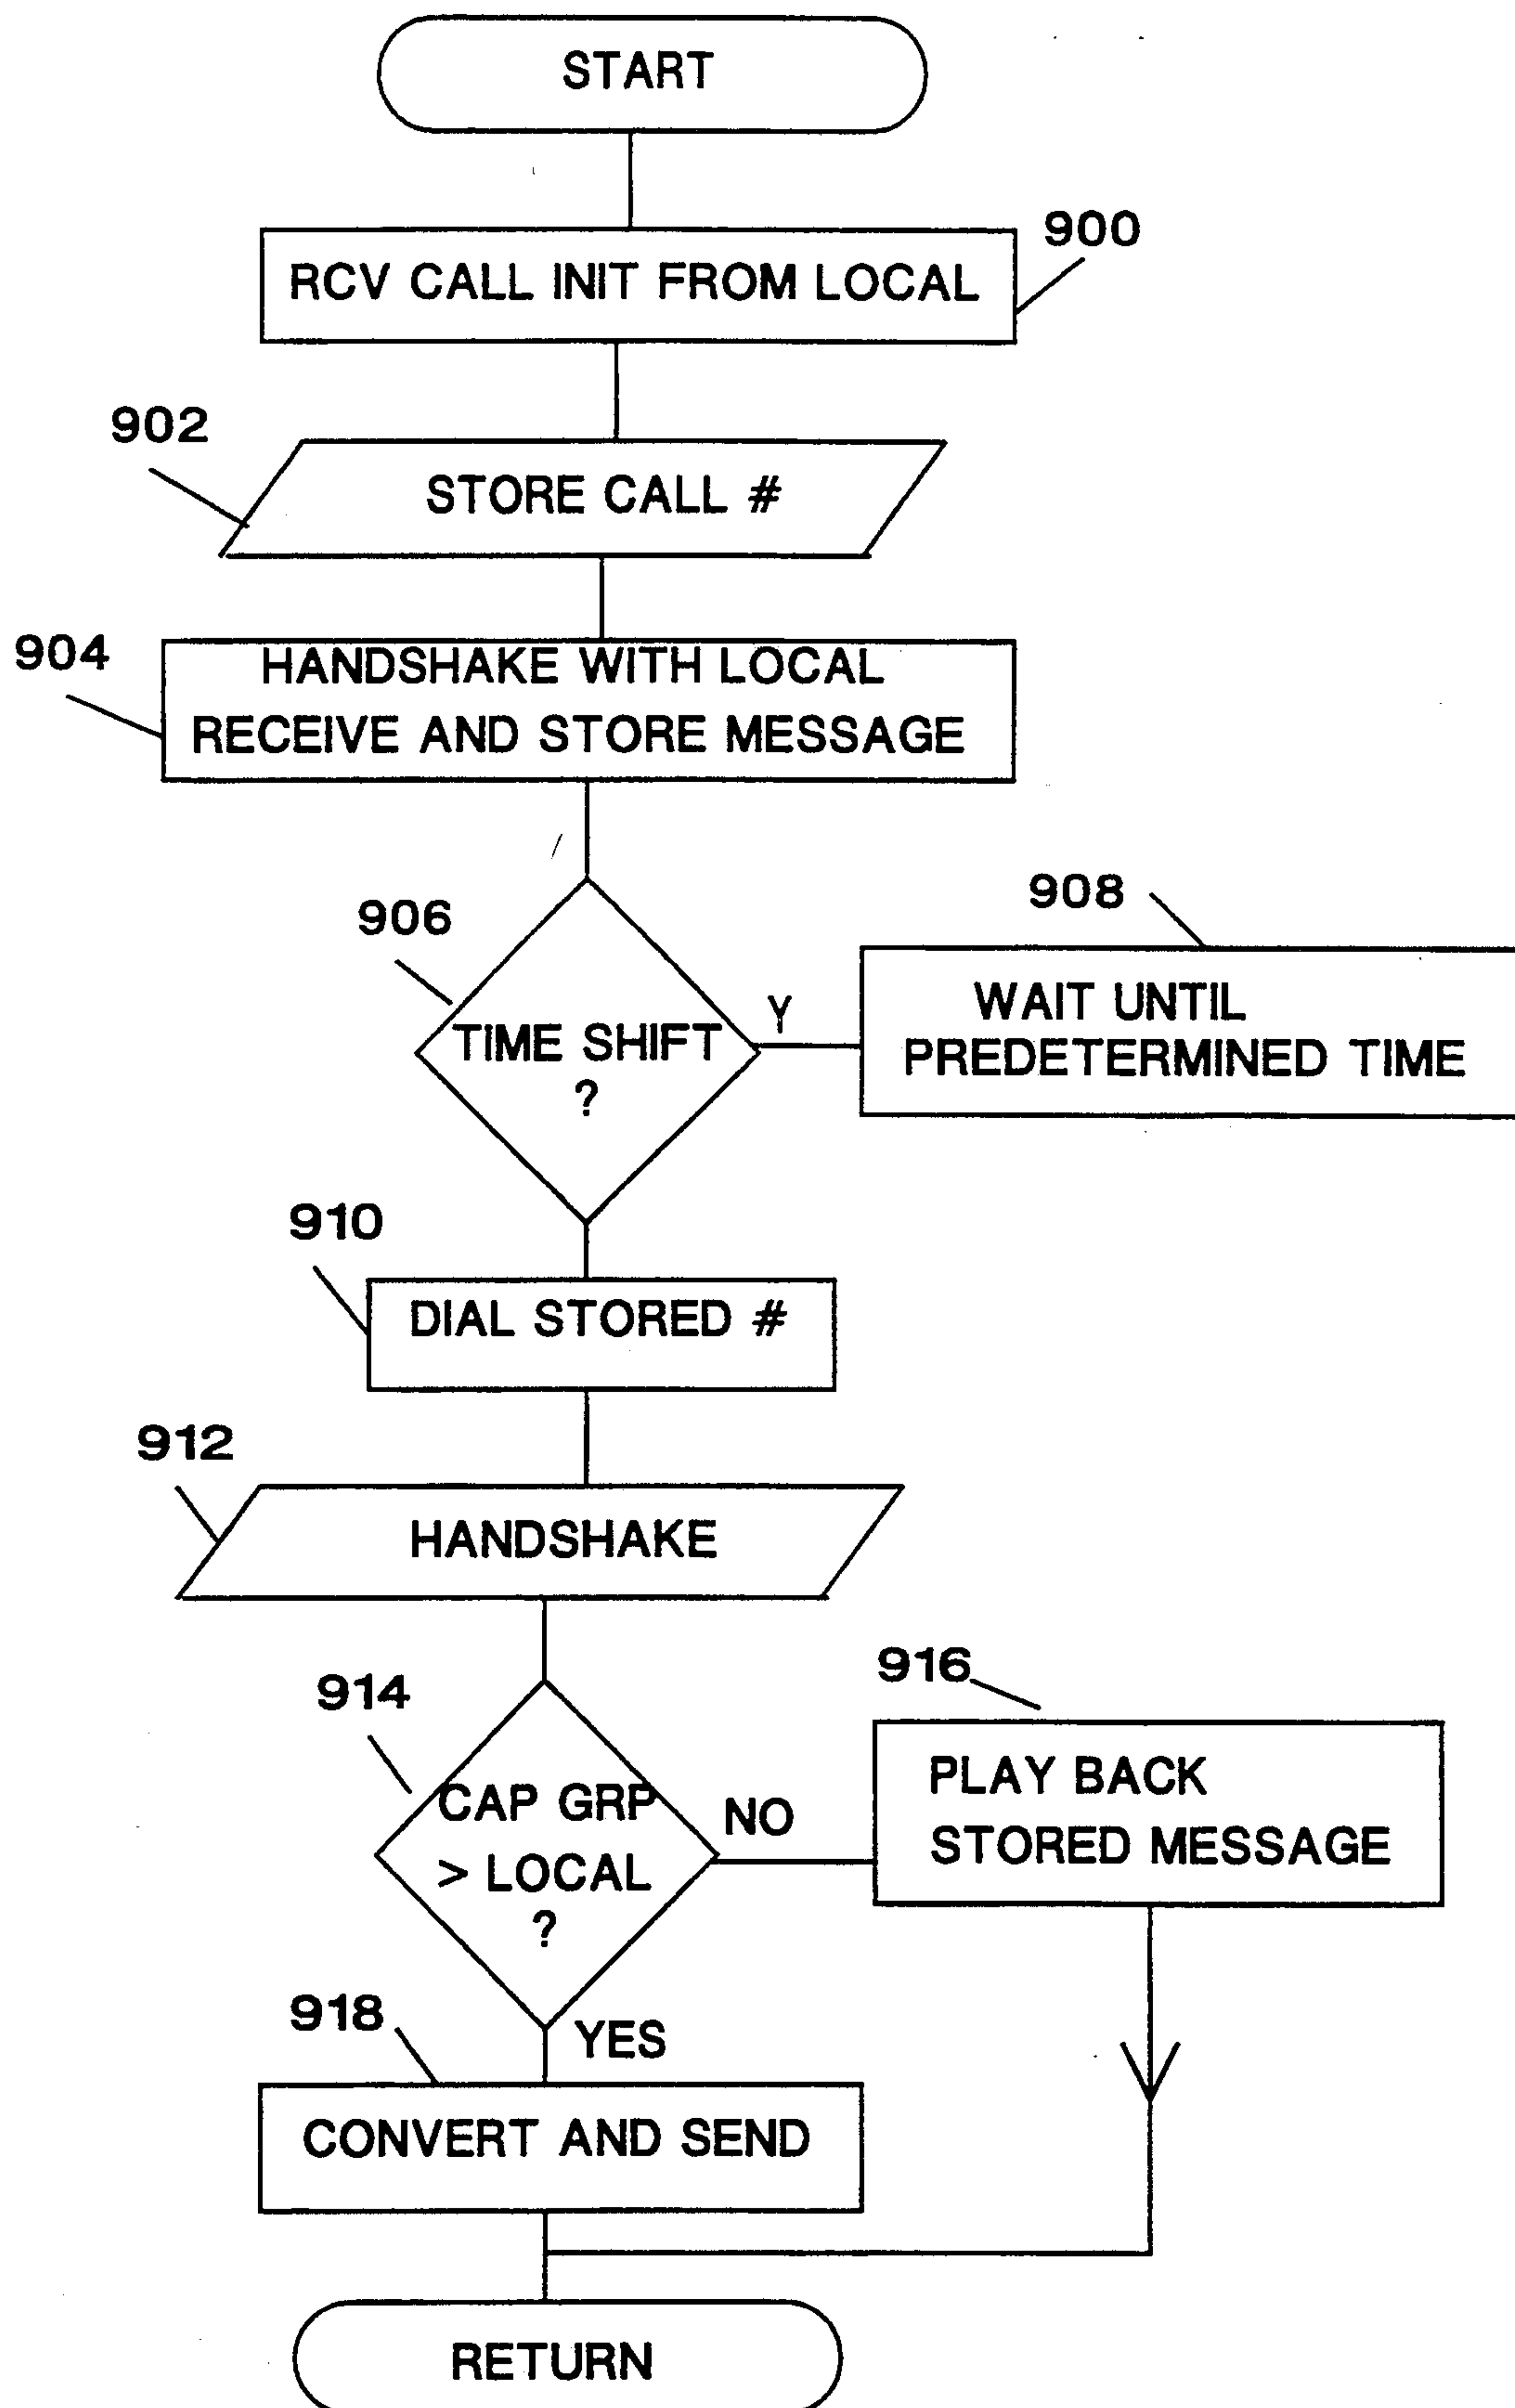 START
900
RCV CALL INIT FROM LOCAL
902
STORE CALL #
904
HANDSHAKE WITH LOCAL
RECEIVE AND STORE MESSAGE
906
TIME SHIFT
?
Y
908
WAIT UNTIL
PREDETERMINED TIME
910
DIAL STORED #
912
HANDSHAKE
914
CAP GRP
> LOCAL
?
NO
916
PLAY BACK
STORED MESSAGE
YES
918
CONVERT AND SEND
RETURN